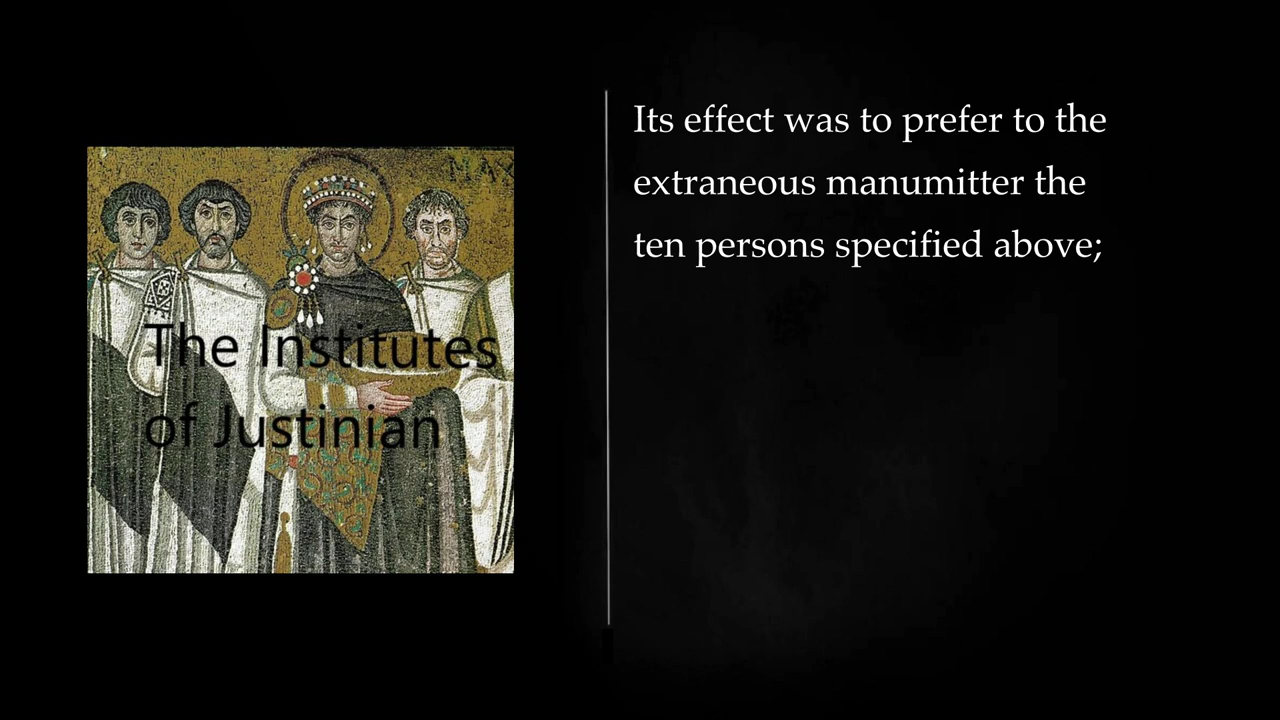 The Institutes
of Justinian
Its effect was to prefer to the
extraneous manumitter the
ten persons specified above;